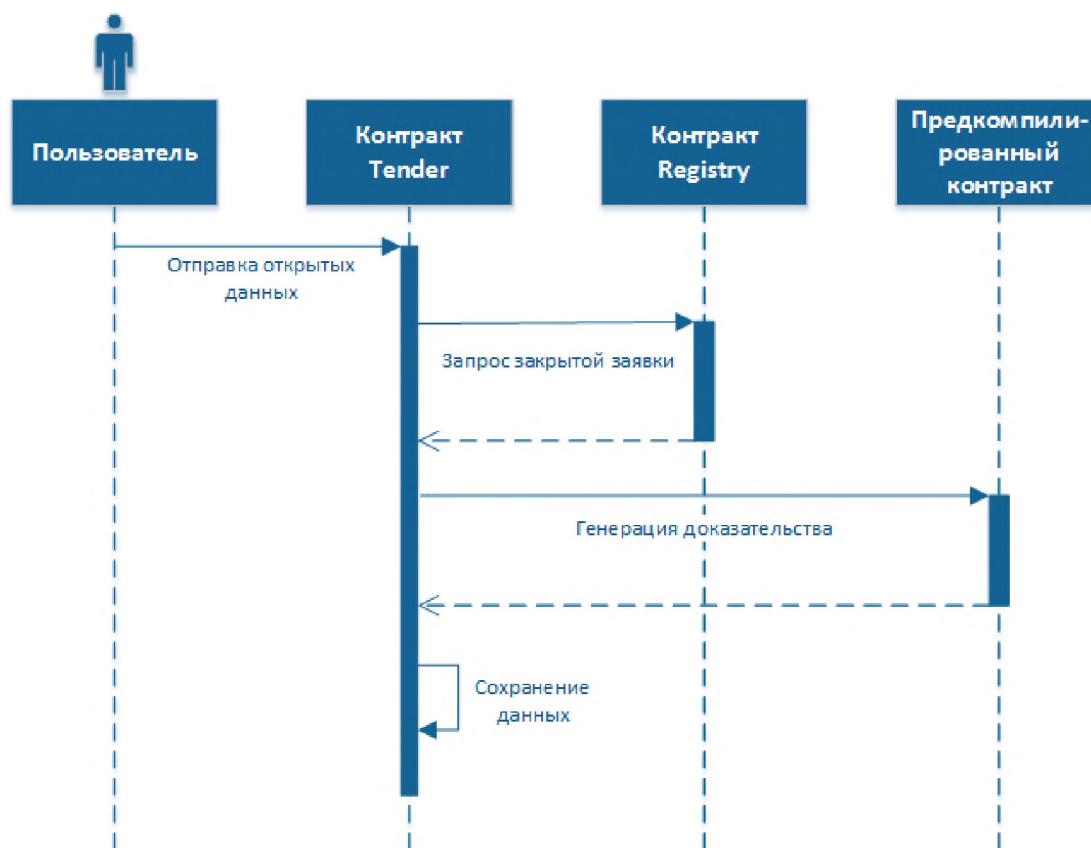 Пользователь
Контракт
Tender
Контракт
Registry
Предкомпили-
рованный
контракт
Отправка открытых
данных
Запрос закрытой заявки
Генерация доказательства
Сохранение
данных